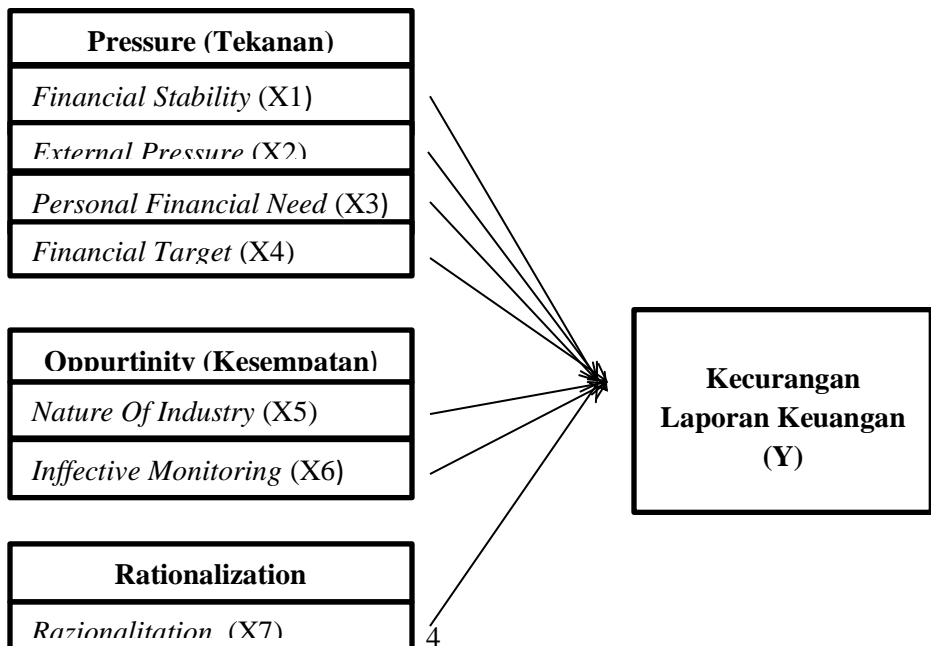 Pressure (Tekanan)
Financial Stability (X1)
External Pressure (X2)
Personal Financial Need (X3)
Financial Target (X4)
Oppurtinity (Kesempatan)
Nature Of Industry (X5)
Inffective Monitoring (X6)
Kecurangan
Laporan Keuangan
(Y)
Rationalization
Razionalitation (X7)
4